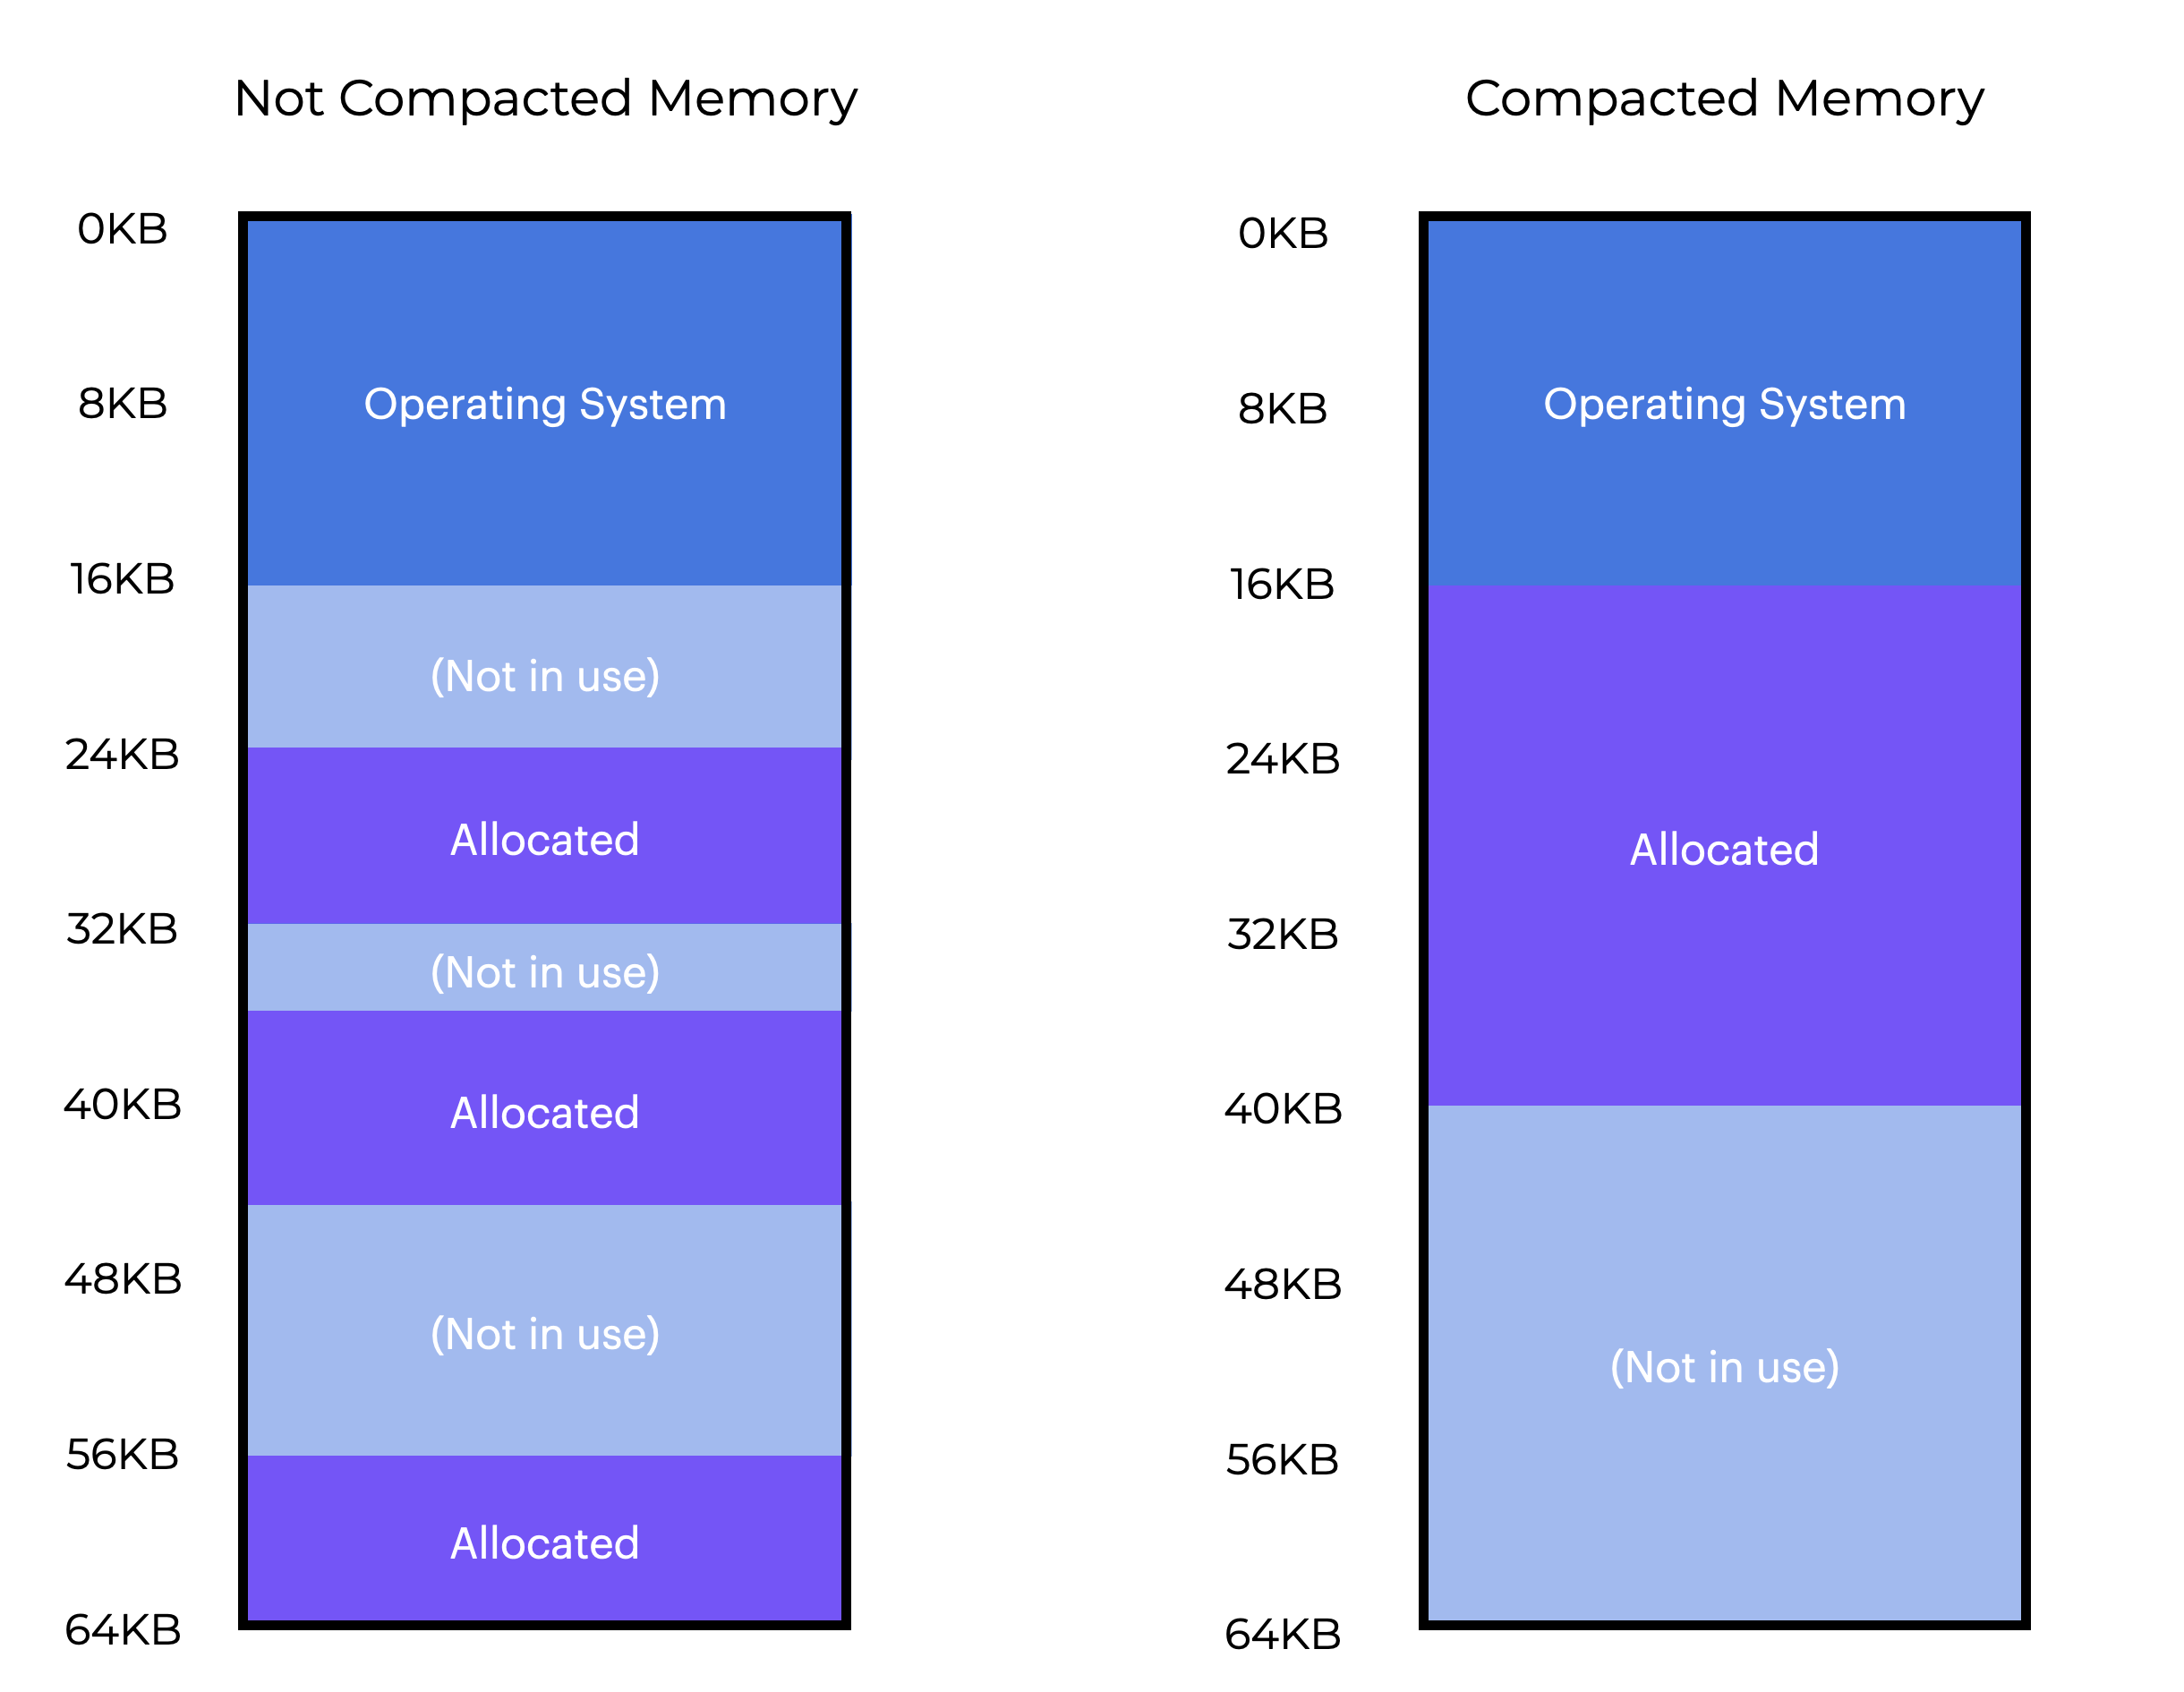 Not Compacted Memory
0KB
8KB
Operating System
16KB
(Not in use)
24KB
Allocated
32KB
(Not in use)
40KB
Allocated
48KB
(Not in use)
56KB
Allocated
64KB
Compacted Memory
0KB
8KB
Operating System
16KB
24KB
Allocated
32KB
40KB
48KB
(Not in use)
56KB
64KB